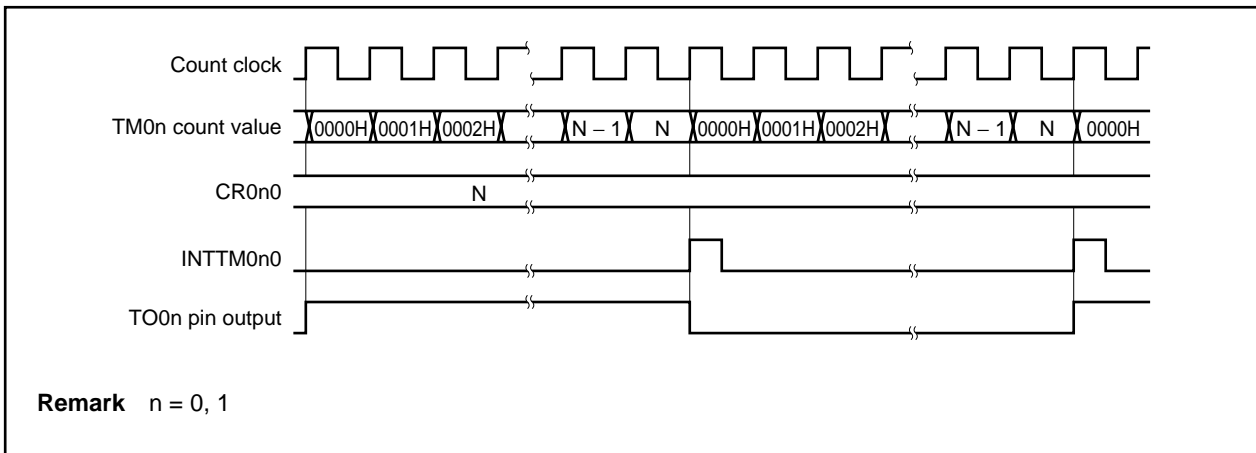 Count clock
TM0n count value 0000H 0001H 0002H N – 1 N 0000H 0001H 0002H N – 1 N 0000H
CR0n0 N
INTTM0n0
TO0n pin output
Remark n = 0, 1